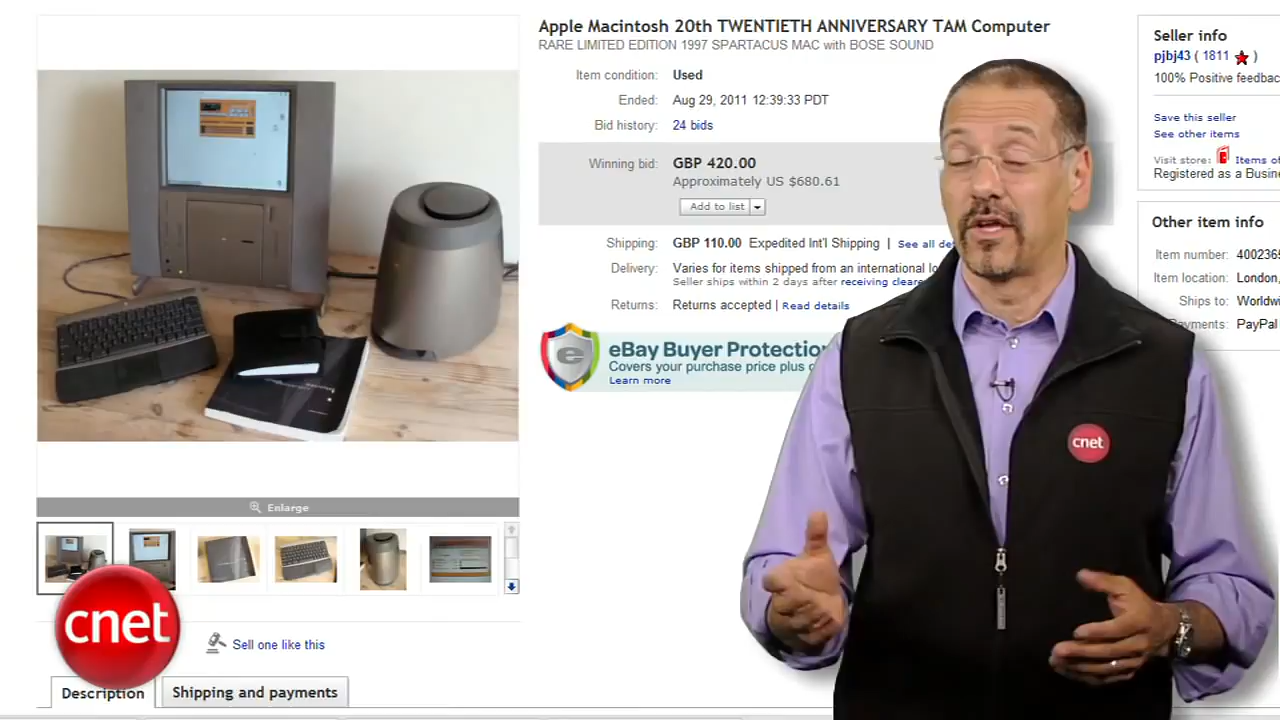 Apple Macintosh 20th TWENTIETH ANNIVERSARY TAM Computer
RARE LIMITED EDITION 1997 SPARTACUS MAC with BOSE SOUND
Item condition: Used
Ended: Aug 29, 2011 12:39:33 PDT
Bid history: 24 bids
Winning bid: GBP 420.00
Approximately US $680.61
Add to list
Shipping: GBP 110.00 Expedited Int'l Shipping | See all de
Delivery: Varies for items shipped from an international lo
Seller ships within 2 days after receiving cleare
Returns: Returns accepted | Read details
eBay Buyer Protection
Covers your purchase price plus
Learn more
Seller info
pjbj43 ( 1811 )
100% Positive feedbac
Save this seller
See other items
Visit store: Items of
Registered as a Busin
Other item info
Item number: 4002365
Item location: London,
Ships to: Worldwi
Payments: PayPal
Enlarge
cnet
cnet
Sell one like this
Description
Shipping and payments